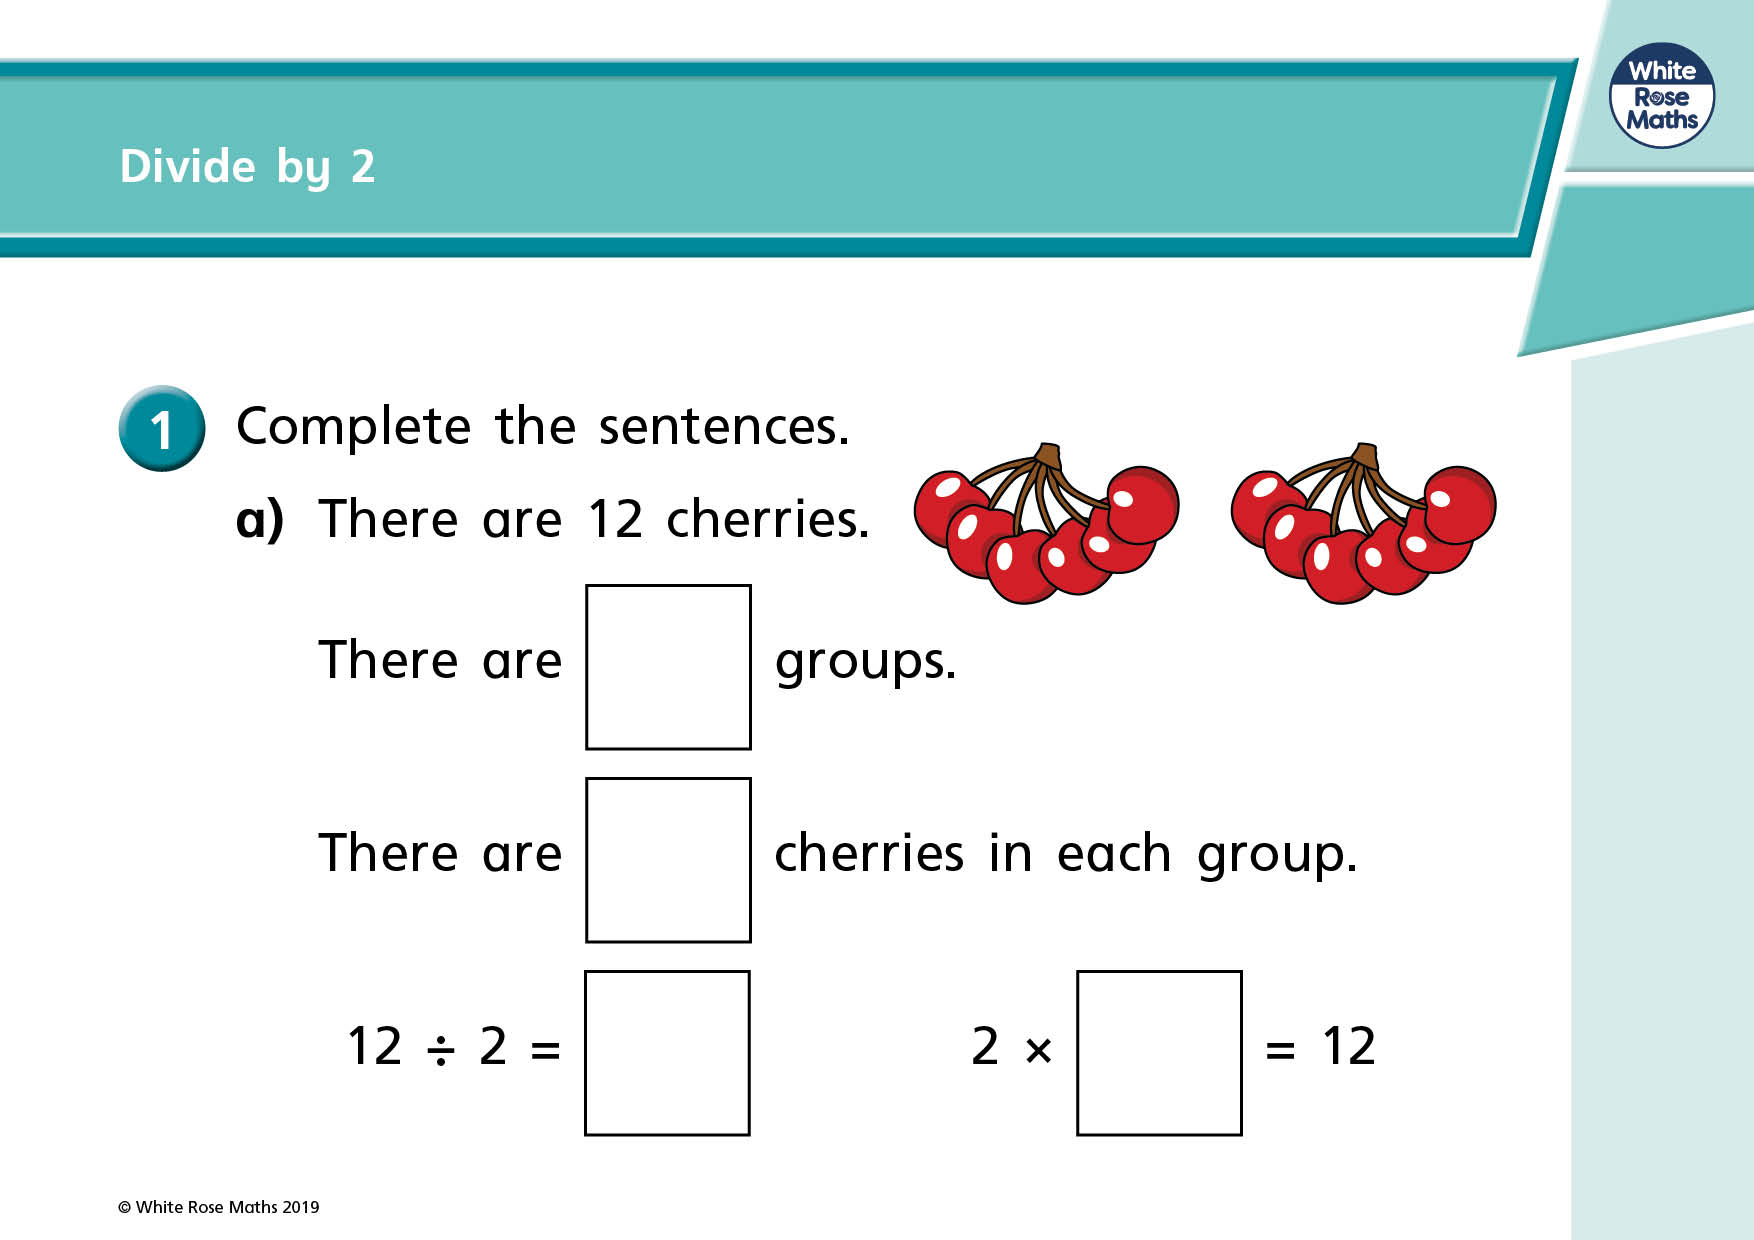 White
Rose
Maths
Divide by 2
1 Complete the sentences.
a) There are 12 cherries.
There are groups.
There are cherries in each group.
12 ÷ 2 = 2 × = 12
© White Rose Maths 2019